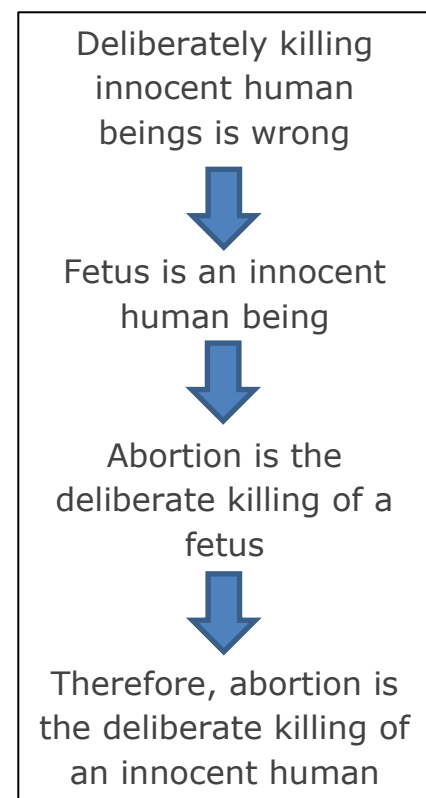 Deliberately killing
innocent human
beings is wrong
Fetus is an innocent
human being
Abortion is the
deliberate killing of a
fetus
Therefore, abortion is
the deliberate killing of
an innocent human